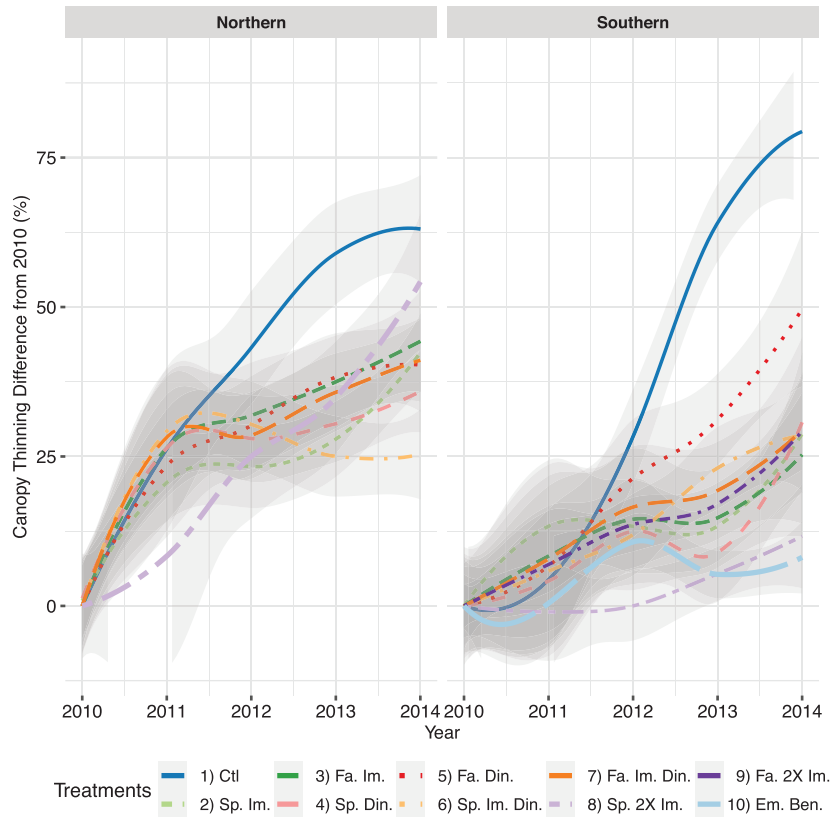 Northern Southern
Canopy Thinning Difference from 2010 (%)
75
50
25
0
2010 2011 2012 2013 2014 2010 2011 2012 2013 2014
Year
Treatments
1) Ctl 3) Fa. Im. 5) Fa. Din. 7) Fa. Im. Din. 9) Fa. 2X Im.
2) Sp. Im. 4) Sp. Din. 6) Sp. Im. Din. 8) Sp. 2X Im. 10) Em. Ben.